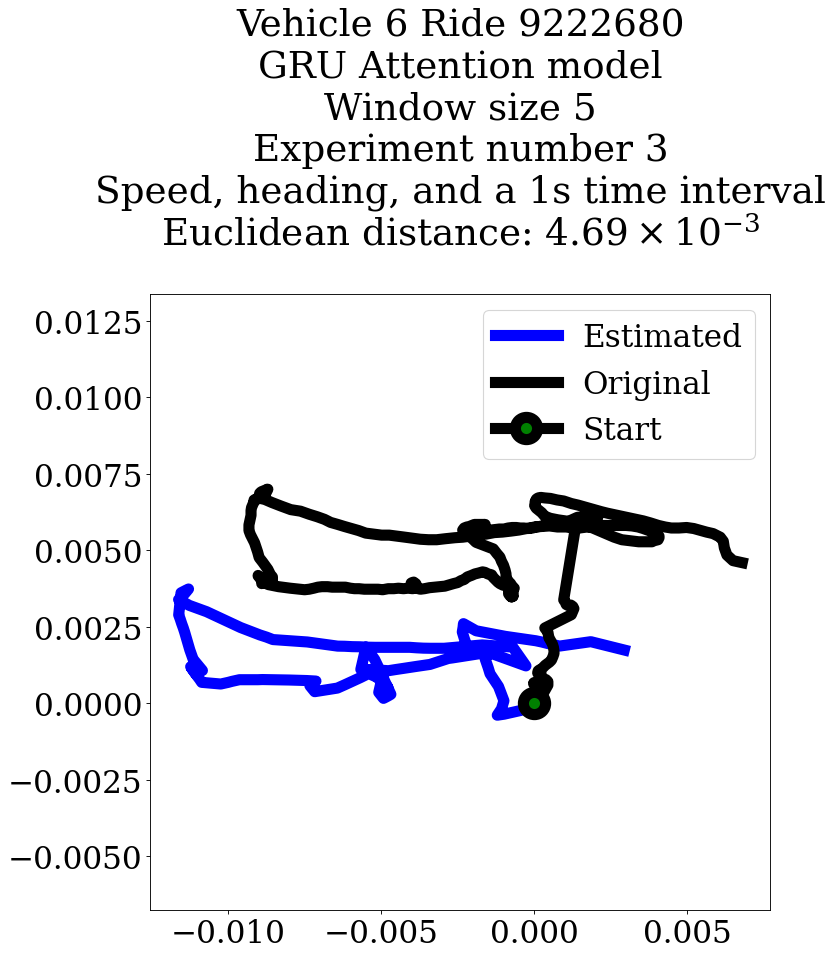 Vehicle 6 Ride 9222680
GRU Attention model
Window size 5
Experiment number 3
Speed, heading, and a 1s time interval
Euclidean distance: 4.69 × 10⁻³
Estimated
Original
Start
0.0125
0.0100
0.0075
0.0050
0.0025
0.0000
−0.0025
−0.0050
−0.010 −0.005 0.000 0.005